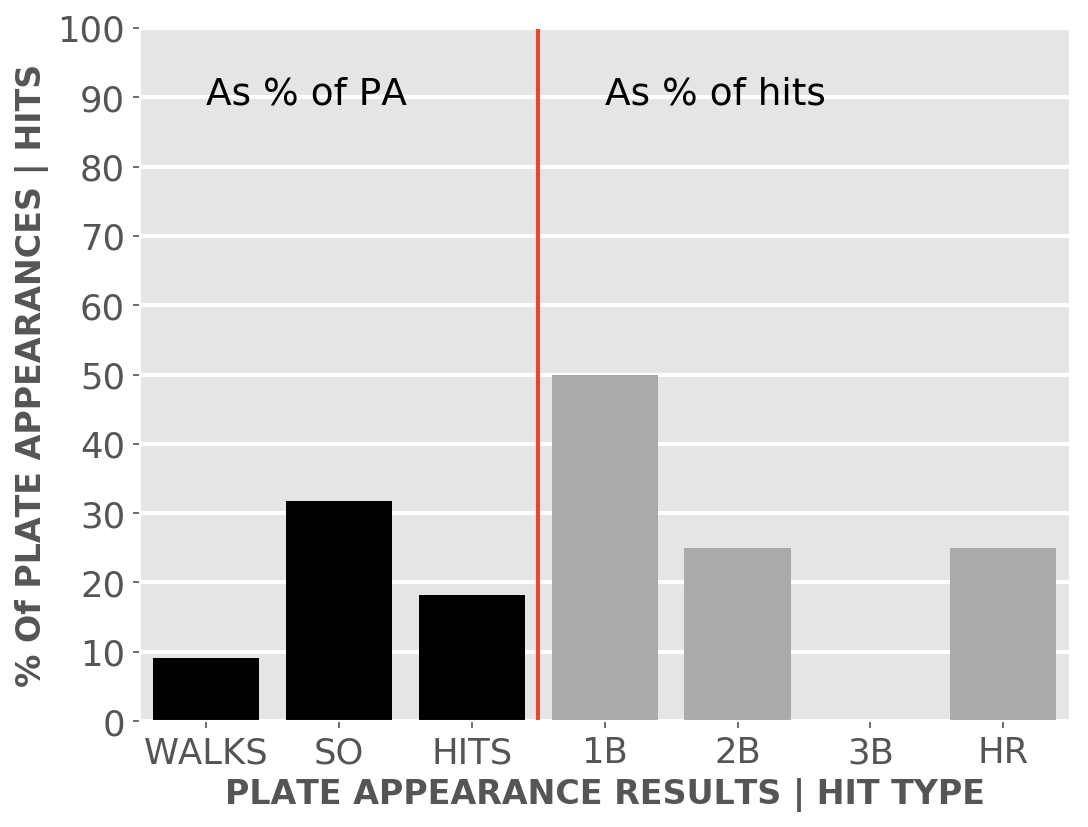 % Of PLATE APPEARANCES | HITS
100
90
80
70
60
50
40
30
20
10
0
As % of PA
As % of hits
WALKS SO HITS 1B 2B 3B HR
PLATE APPEARANCE RESULTS | HIT TYPE